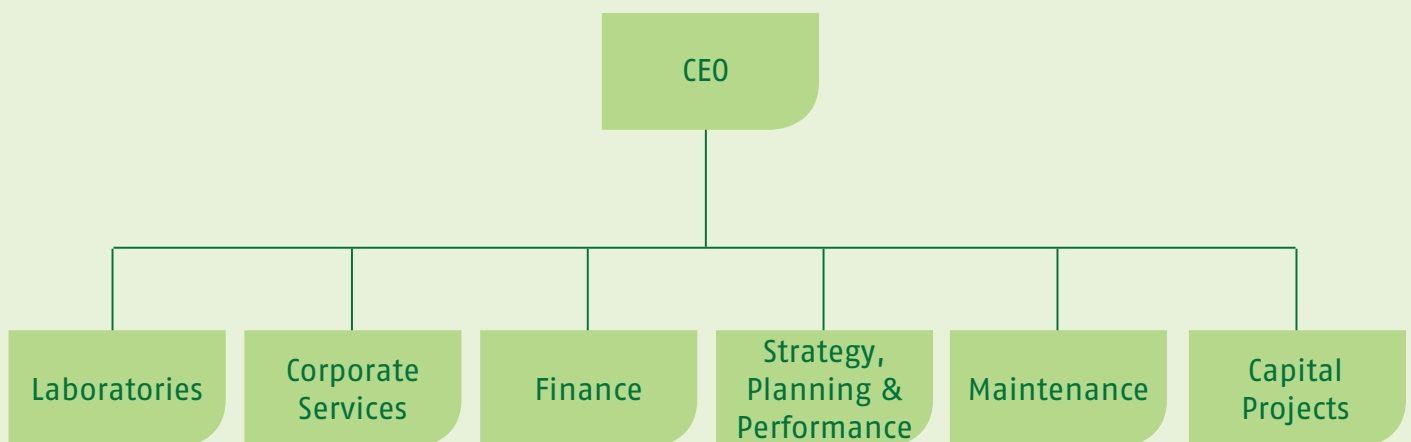 CEO
Laboratories
Corporate
Services
Finance
Strategy,
Planning &
Performance
Maintenance
Capital
Projects